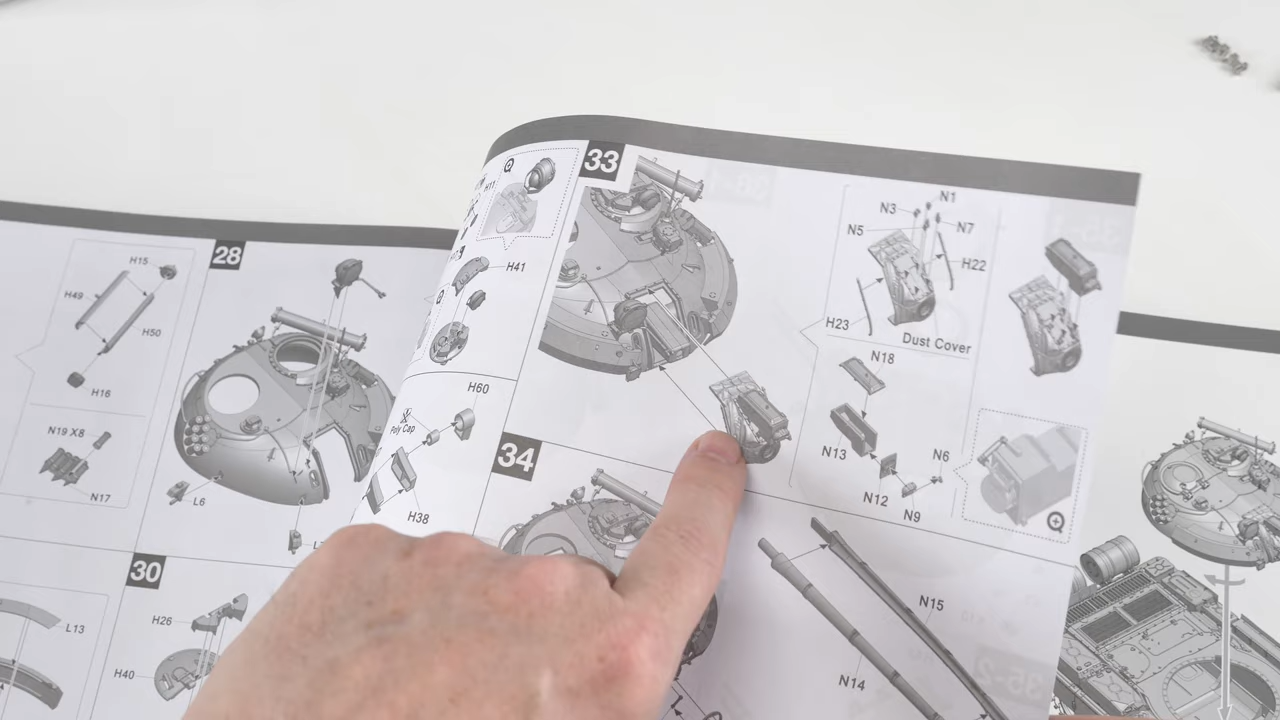 H15
H49
H50
H16
N19 X8
N17
28
L6
30
L13
H26
H40
H11
H41
H60
Poly Cap
H38
33
N1
N3
N7
N5
H22
H23
Dust Cover
N18
N13
N6
N12
N9
34
N15
N14